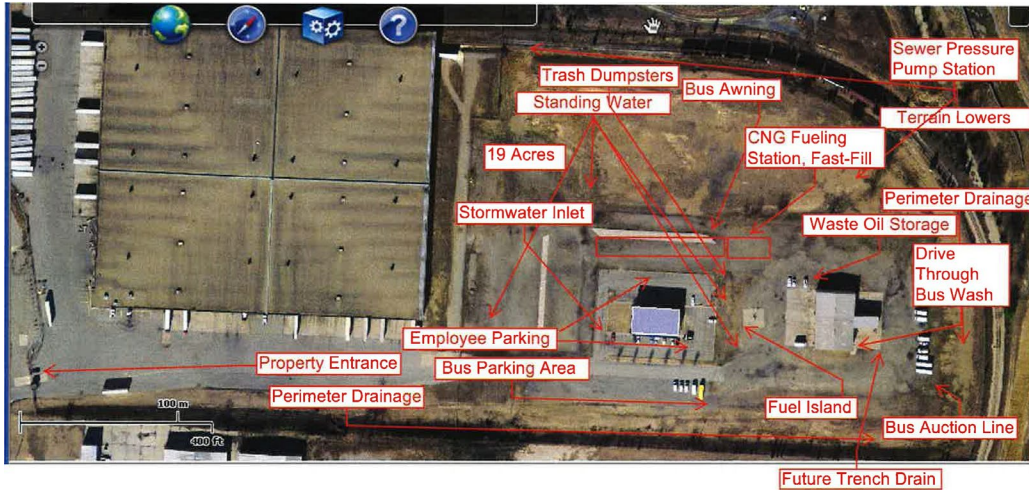 Sewer Pressure
Pump Station
Trash Dumpsters
Bus Awning
Standing Water
Terrain Lowers
CNG Fueling
Station, Fast-Fill
19 Acres
Perimeter Drainage
Stormwater Inlet
Waste Oil Storage
Drive
Through
Bus Wash
Employee Parking
Property Entrance
Bus Parking Area
Perimeter Drainage
Fuel Island
100 m
400 ft
Bus Auction Line
Future Trench Drain